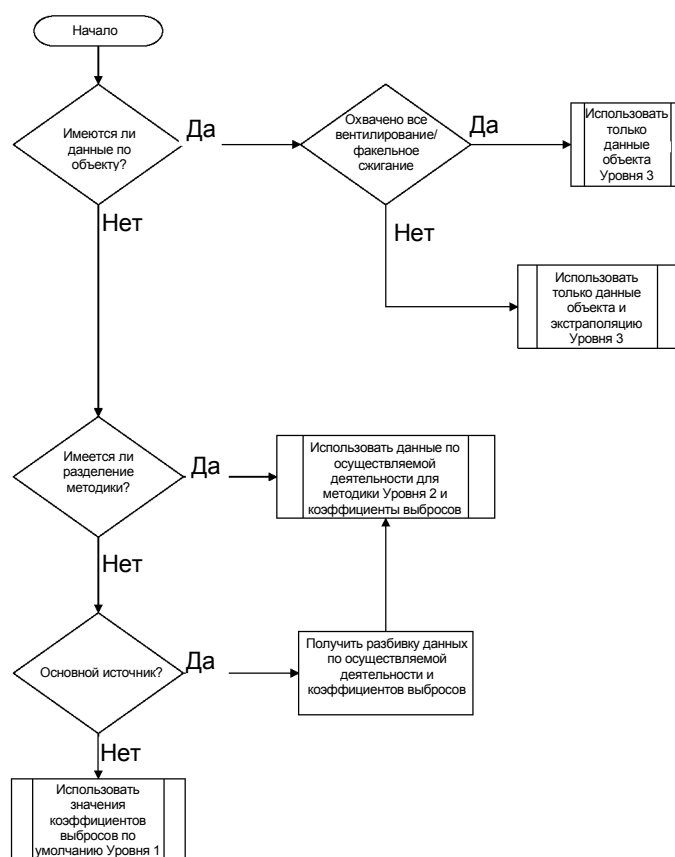 Начало
Имеются ли
данные по
объекту?
Да
Охвачено все
вентилирование/
факельное
сжигание
Да
Использовать
только
данные
объекта
Уровня 3
Нет
Нет
Использовать
только данные
объекта и
экстраполяцию
Уровня 3
Имеется ли
разделение
методики?
Да
Использовать данные по
осуществляемой
деятельности для
методики Уровня 2 и
коэффициенты выбросов
Нет
Основной источник?
Да
Получить разбивку данных
по осуществляемой
деятельности и
коэффициентов выбросов
Нет
Использовать
значения
коэффициентов
выбросов по
умолчанию Уровня 1